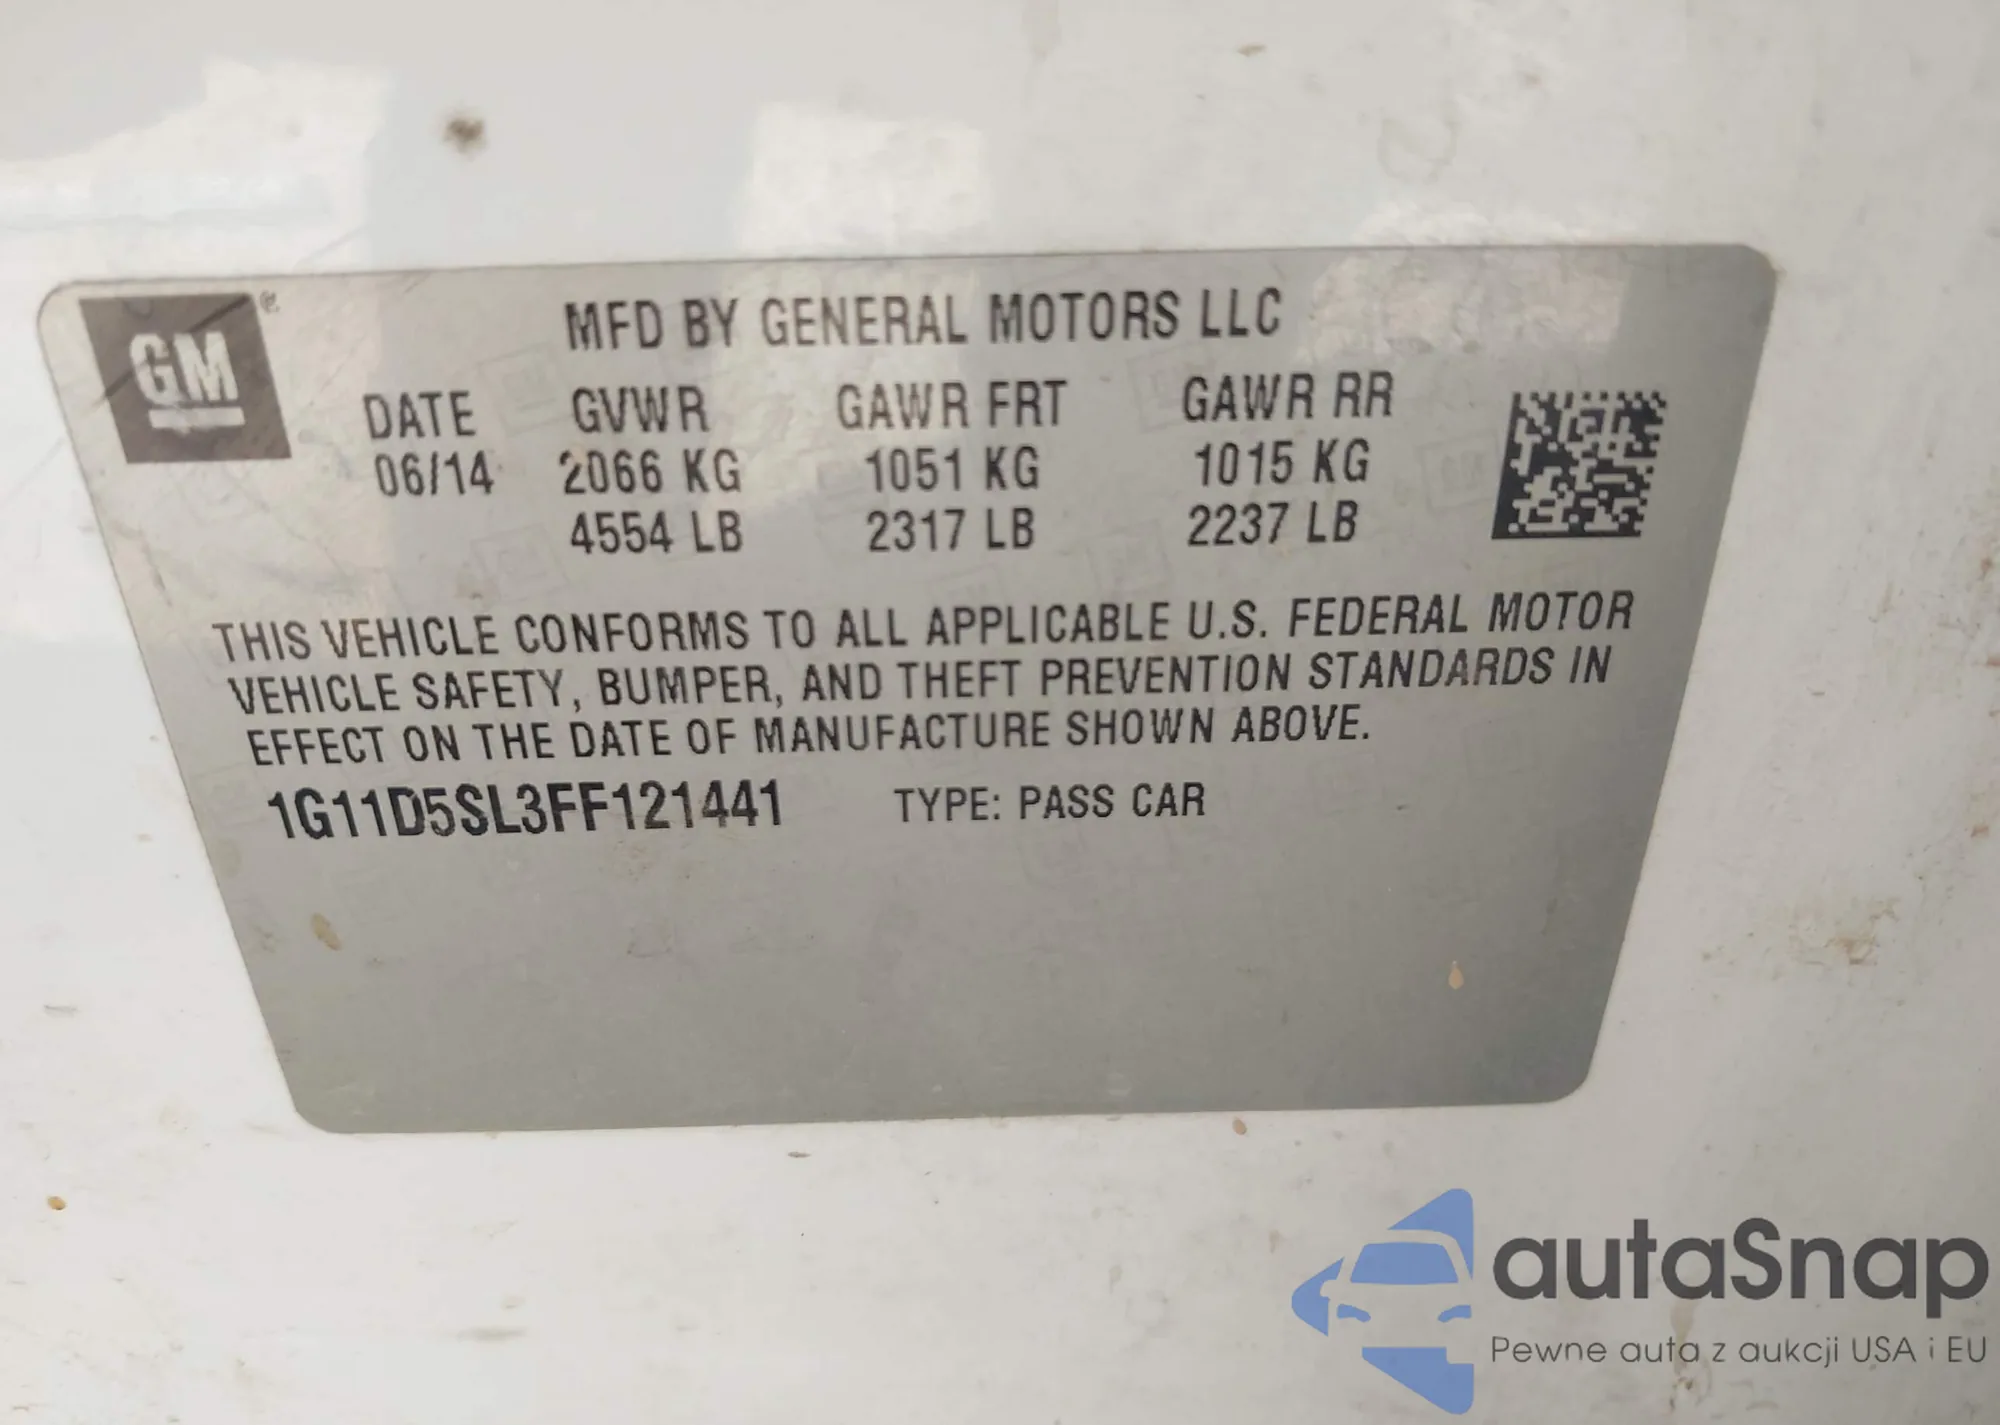 GM
MFD BY GENERAL MOTORS LLC
DATE GVWR GAWR FRT GAWR RR
06/14 2066 KG 1051 KG 1015 KG
4554 LB 2317 LB 2237 LB
THIS VEHICLE CONFORMS TO ALL APPLICABLE U.S. FEDERAL MOTOR
VEHICLE SAFETY, BUMPER, AND THEFT PREVENTION STANDARDS IN
EFFECT ON THE DATE OF MANUFACTURE SHOWN ABOVE.
1G11D5SL3FF121441 TYPE: PASS CAR
autaSnap
Pewne auta z aukcji USA i EU